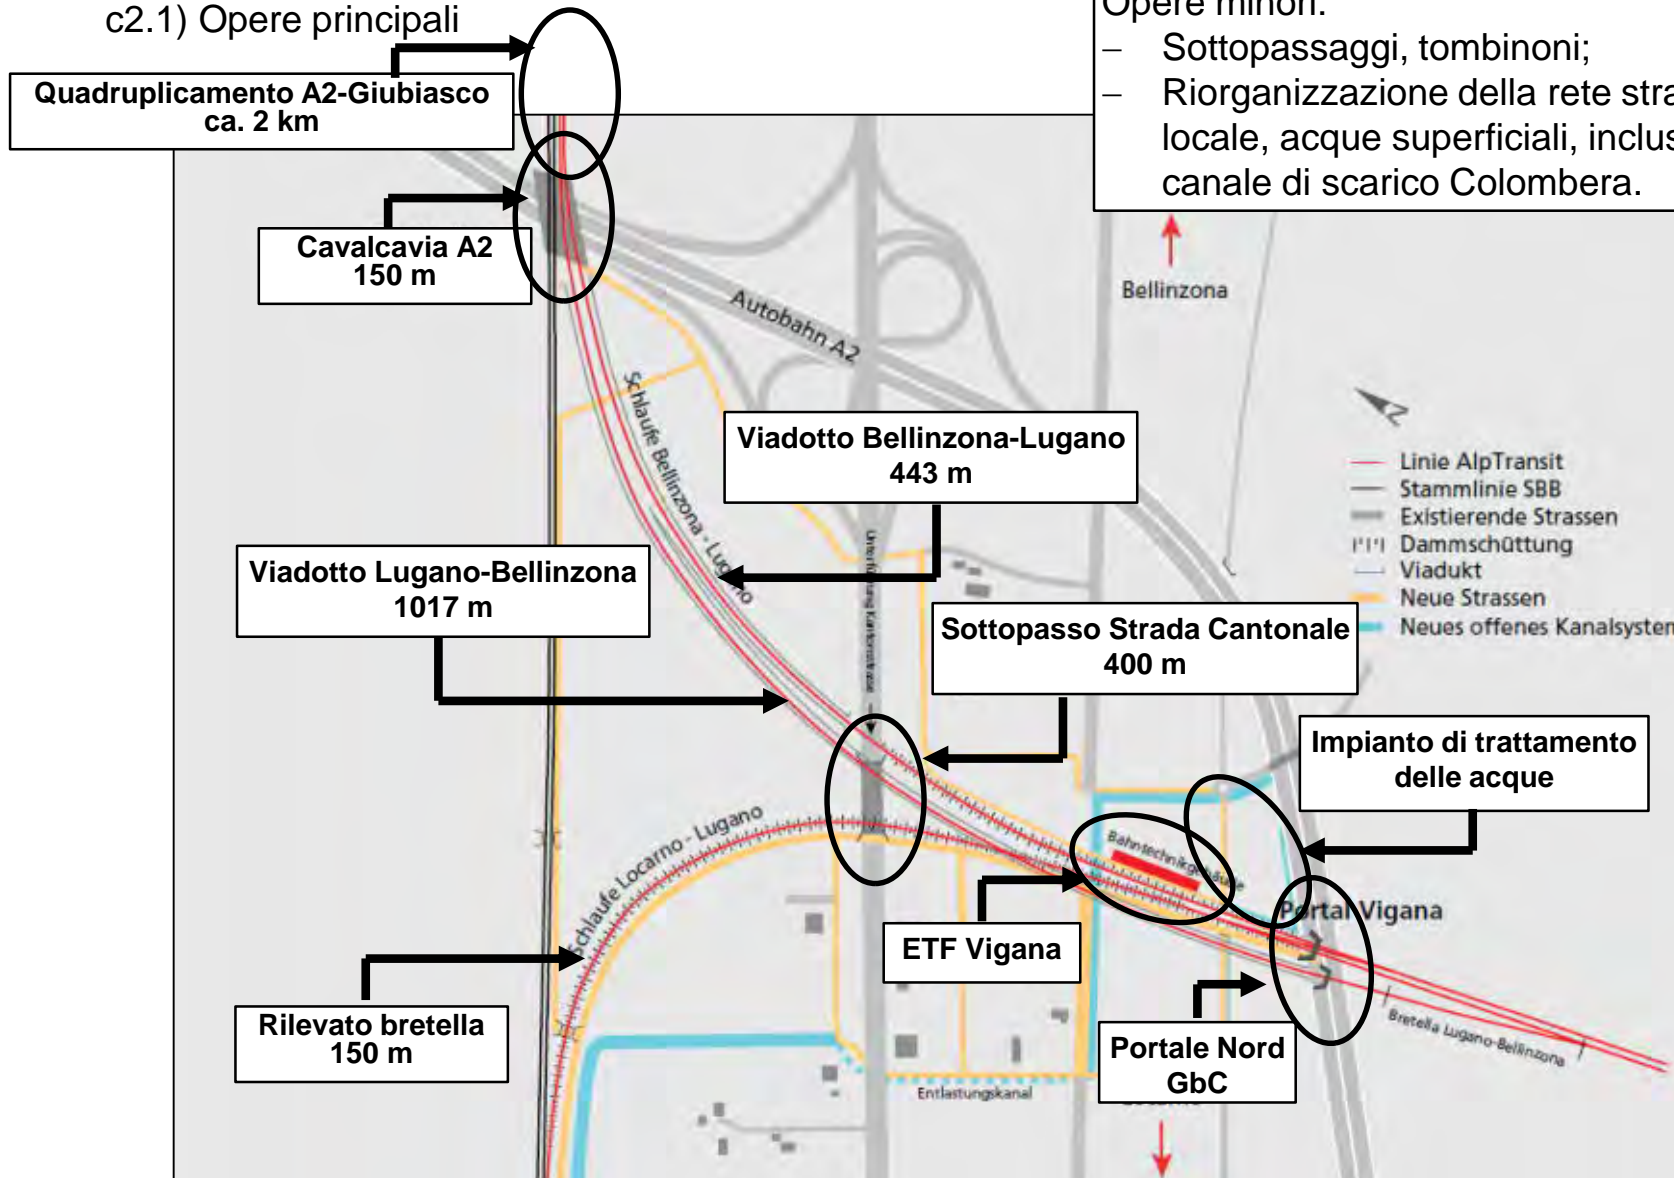 c2.1) Opere principali
Opere minori:
– Sottopassaggi, tombinoni;
– Riorganizzazione della rete stra
locale, acque superficiali, inclus
canale di scarico Colombera.
Quadruplicamento A2-Giubiasco
ca. 2 km
Cavalcavia A2
150 m
Bellinzona
Autobahn A2
Schlaufe Bellinzona - Lugano
Viadotto Bellinzona-Lugano
443 m
Linie AlpTransit
Stammlinie SBB
Existierende Strassen
Dammschüttung
Viadukt
Neue Strassen
Neues offenes Kanalsystem
Viadotto Lugano-Bellinzona
1017 m
Unterführung Kantonsstrasse
Sottopasso Strada Cantonale
400 m
Impianto di trattamento
delle acque
Schlaufe Locarno - Lugano
Bahntechnikgebäude
Portal Vigana
ETF Vigana
Rilevato bretella
150 m
Portale Nord
GbC
Bretella Lugano-Bellinzona
Entlastungskanal